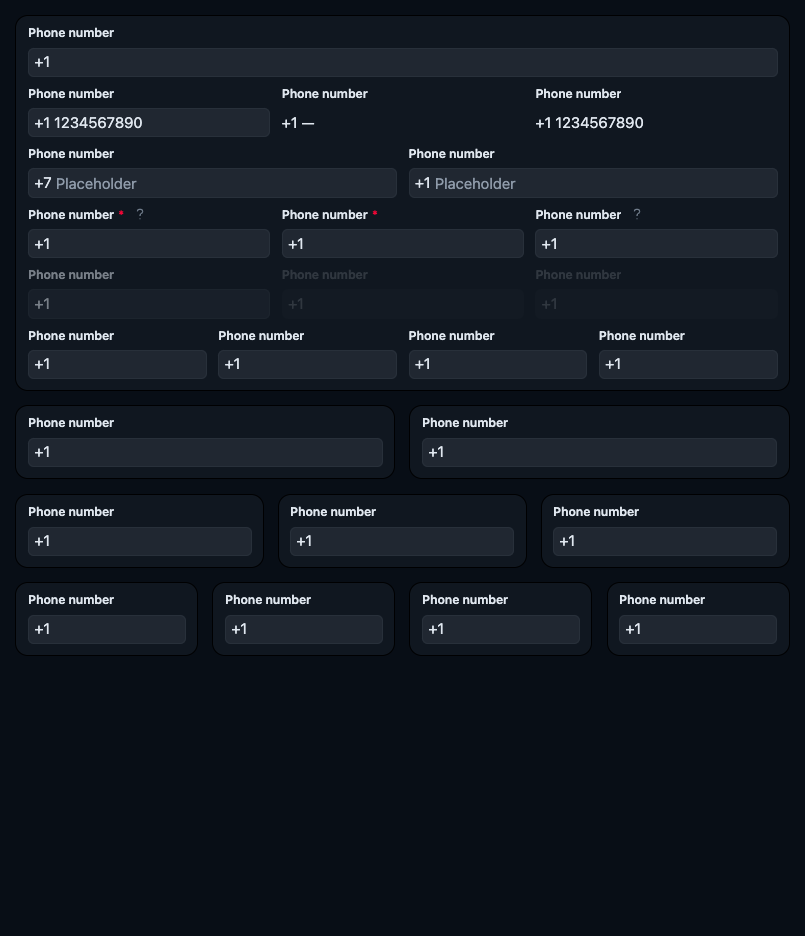 Phone number
+1
Phone number Phone number Phone number
+1 1234567890 +1 — +1 1234567890
Phone number Phone number
+7 Placeholder +1 Placeholder
Phone number * ? Phone number * Phone number ?
+1 +1 +1
Phone number Phone number Phone number
+1 +1 +1
Phone number Phone number Phone number Phone number
+1 +1 +1 +1
Phone number Phone number
+1 +1
Phone number Phone number Phone number
+1 +1 +1
Phone number Phone number Phone number Phone number
+1 +1 +1 +1